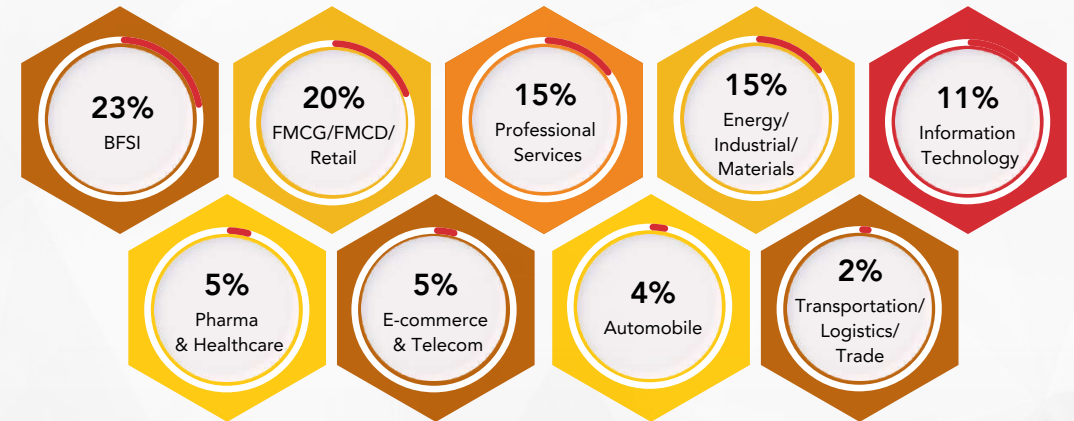 23%
BFSI
20%
FMCG/FMCD/
Retail
15%
Professional
Services
15%
Energy/
Industrial/
Materials
11%
Information
Technology
5%
Pharma
& Healthcare
5%
E-commerce
& Telecom
4%
Automobile
2%
Transportation/
Logistics/
Trade